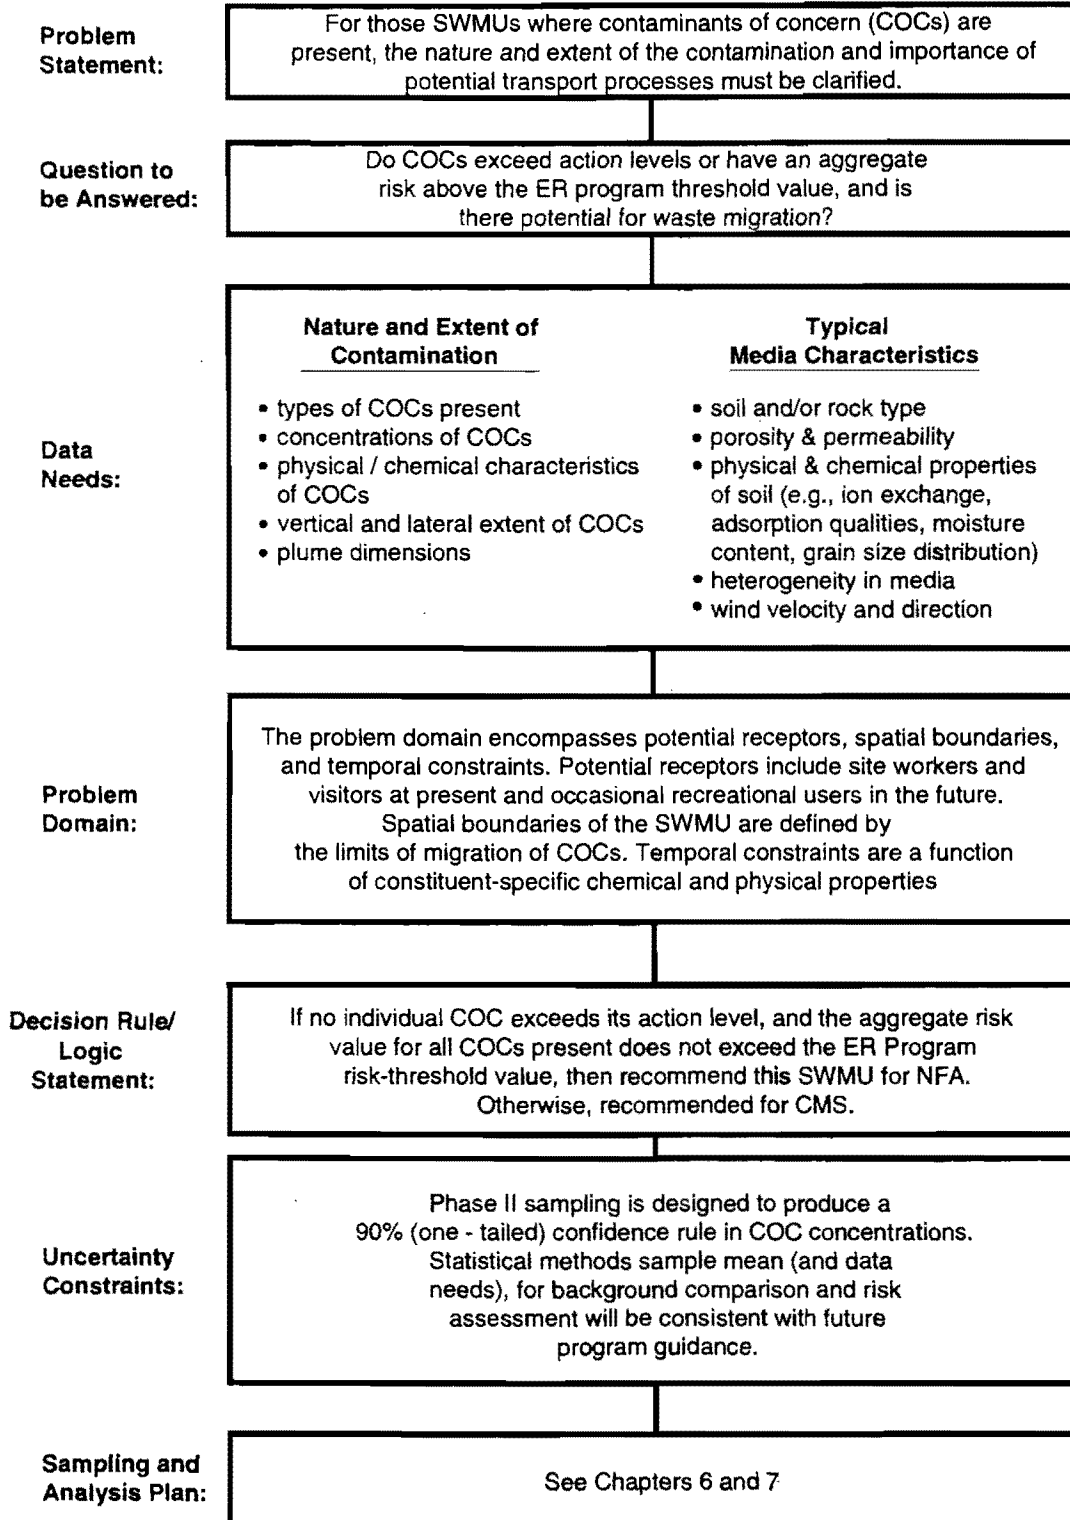 Problem
Statement:
For those SWMUs where contaminants of concern (COCs) are
present, the nature and extent of the contamination and importance of
potential transport processes must be clarified.
Question to
be Answered:
Do COCs exceed action levels or have an aggregate
risk above the ER program threshold value, and is
there potential for waste migration?
Data
Needs:
Nature and Extent of
Contamination
• types of COCs present
• concentrations of COCs
• physical / chemical characteristics
of COCs
• vertical and lateral extent of COCs
• plume dimensions
Typical
Media Characteristics
• soil and/or rock type
• porosity & permeability
• physical & chemical properties
of soil (e.g., ion exchange,
adsorption qualities, moisture
content, grain size distribution)
• heterogeneity in media
• wind velocity and direction
Problem
Domain:
The problem domain encompasses potential receptors, spatial boundaries,
and temporal constraints. Potential receptors include site workers and
visitors at present and occasional recreational users in the future.
Spatial boundaries of the SWMU are defined by
the limits of migration of COCs. Temporal constraints are a function
of constituent-specific chemical and physical properties
Decision Rule/
Logic
Statement:
If no individual COC exceeds its action level, and the aggregate risk
value for all COCs present does not exceed the ER Program
risk-threshold value, then recommend this SWMU for NFA.
Otherwise, recommended for CMS.
Uncertainty
Constraints:
Phase II sampling is designed to produce a
90% (one - tailed) confidence rule in COC concentrations.
Statistical methods sample mean (and data
needs), for background comparison and risk
assessment will be consistent with future
program guidance.
Sampling and
Analysis Plan:
See Chapters 6 and 7